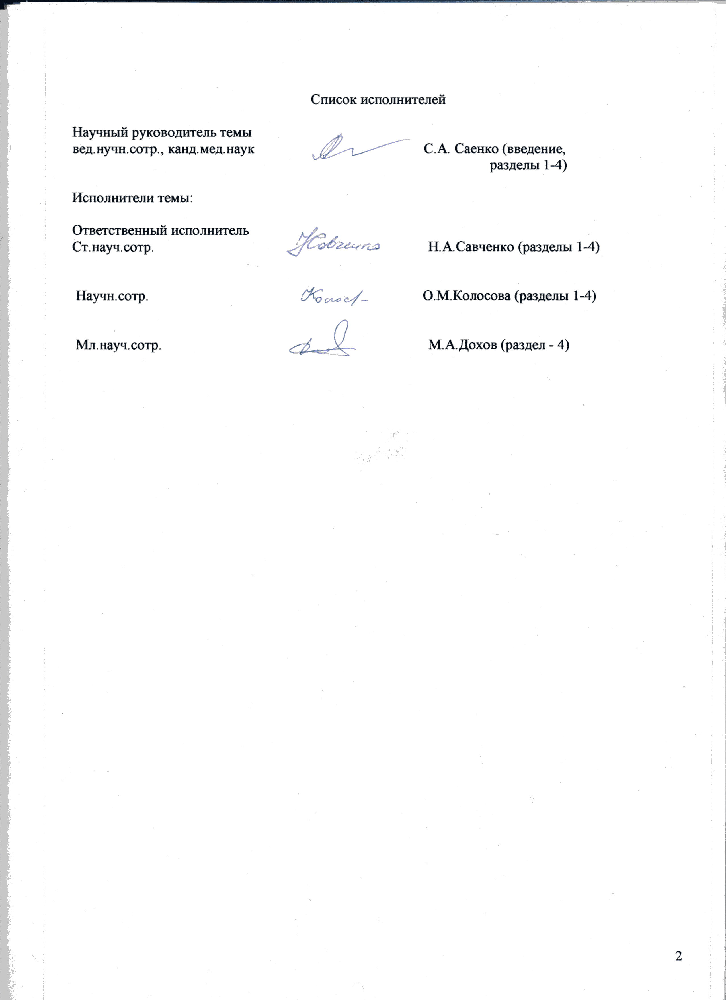 Список исполнителей
Научный руководитель темы
вед.нучн.сотр., канд.мед.наук С.А. Саенко (введение,
разделы 1-4)
Исполнители темы:
Ответственный исполнитель
Ст.науч.сотр. Н.А.Савченко (разделы 1-4)
Научн.сотр. О.М.Колосова (разделы 1-4)
Мл.науч.сотр. М.А.Дохов (раздел - 4)
2